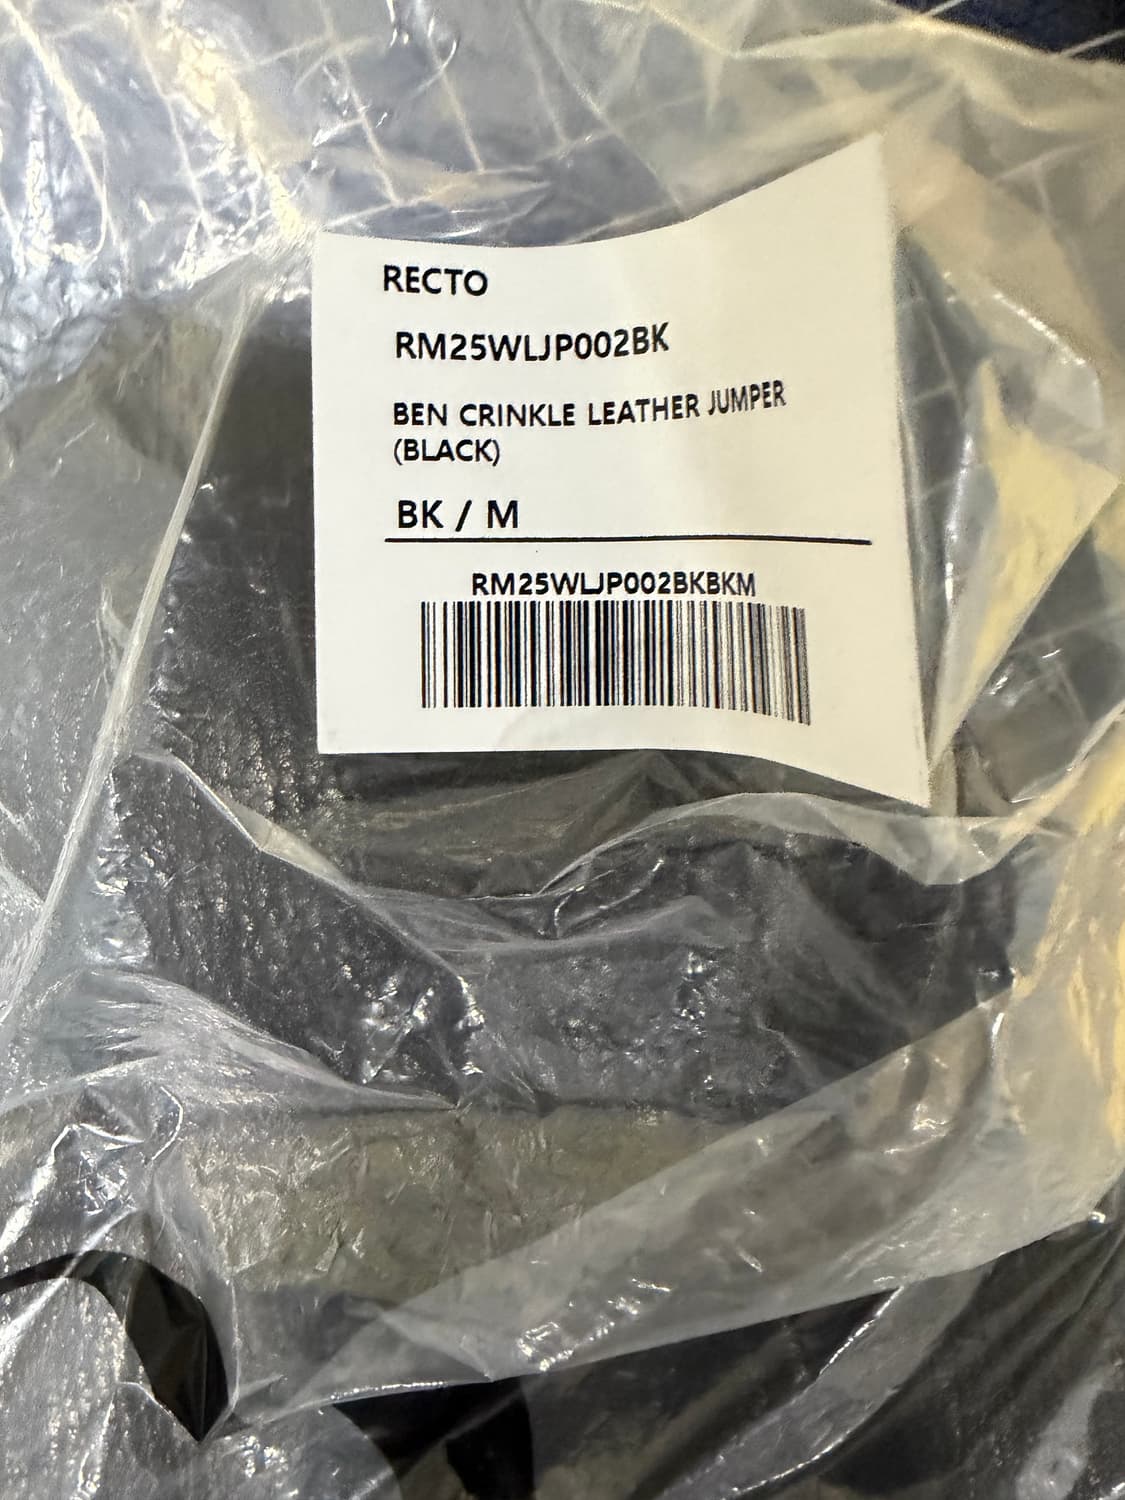 RECTO
RM25WLJP002BK
BEN CRINKLE LEATHER JUMPER
(BLACK)
BK / M
RM25WLJP002BKBKM